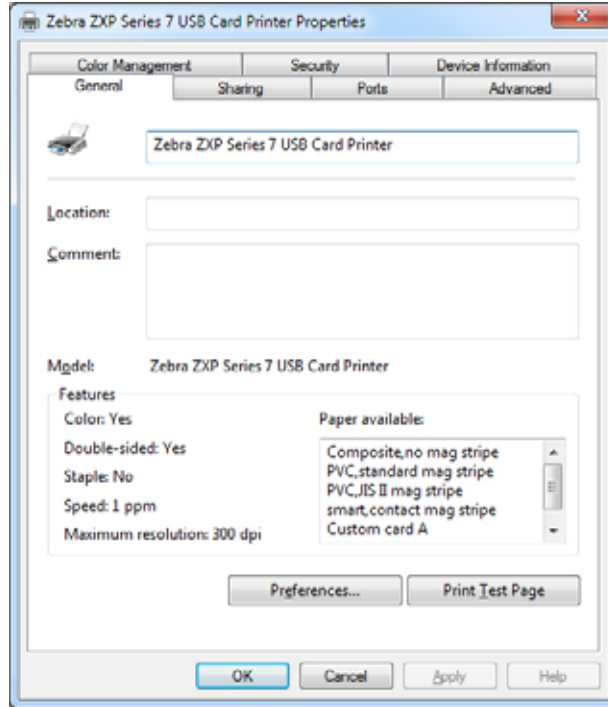 Zebra ZXP Series 7 USB Card Printer Properties
Color Management Security Device Information
General Sharing Ports Advanced
Zebra ZXP Series 7 USB Card Printer
Location:
Comment:
Model: Zebra ZXP Series 7 USB Card Printer
Features
Color: Yes Paper available:
Double-sided: Yes Composite,no mag stripe
PVC,standard mag stripe
Staple: No PVC,JIS II mag stripe
smart,contact mag stripe
Speed: 1 ppm
Custom card A
Maximum resolution: 300 dpi
Preferences... Print Test Page
OK Cancel Apply Help